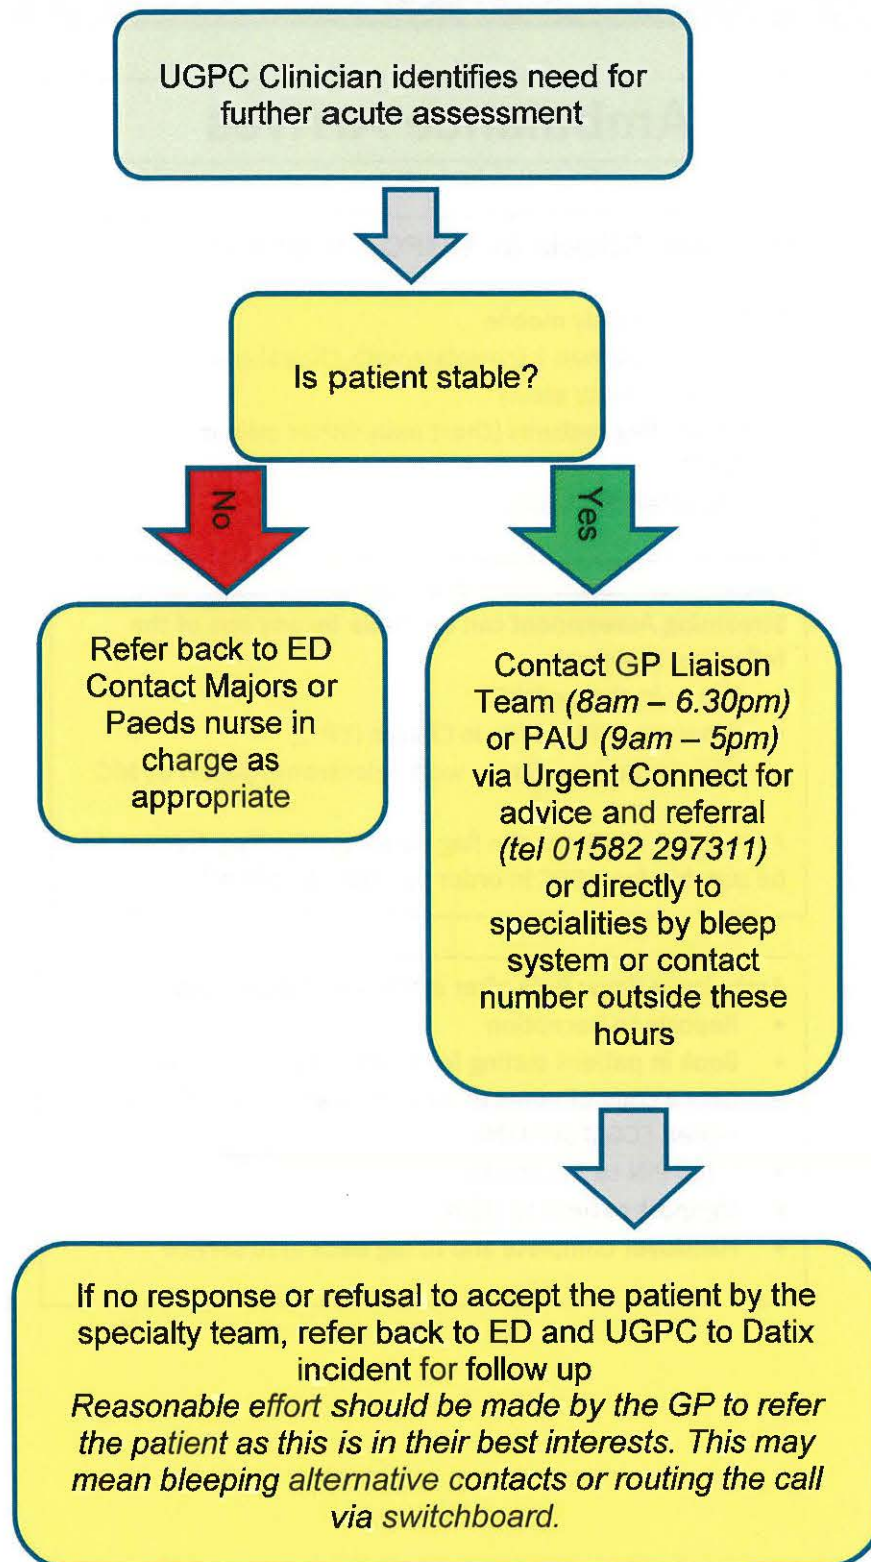 UGPC Clinician identifies need for
further acute assessment
Is patient stable?
No
Yes
Refer back to ED
Contact Majors or
Paeds nurse in
charge as
appropriate
Contact GP Liaison
Team (8am – 6.30pm)
or PAU (9am – 5pm)
via Urgent Connect for
advice and referral
(tel 01582 297311)
or directly to
specialities by bleep
system or contact
number outside these
hours
If no response or refusal to accept the patient by the
specialty team, refer back to ED and UGPC to Datix
incident for follow up
Reasonable effort should be made by the GP to refer
the patient as this is in their best interests. This may
mean bleeping alternative contacts or routing the call
via switchboard.